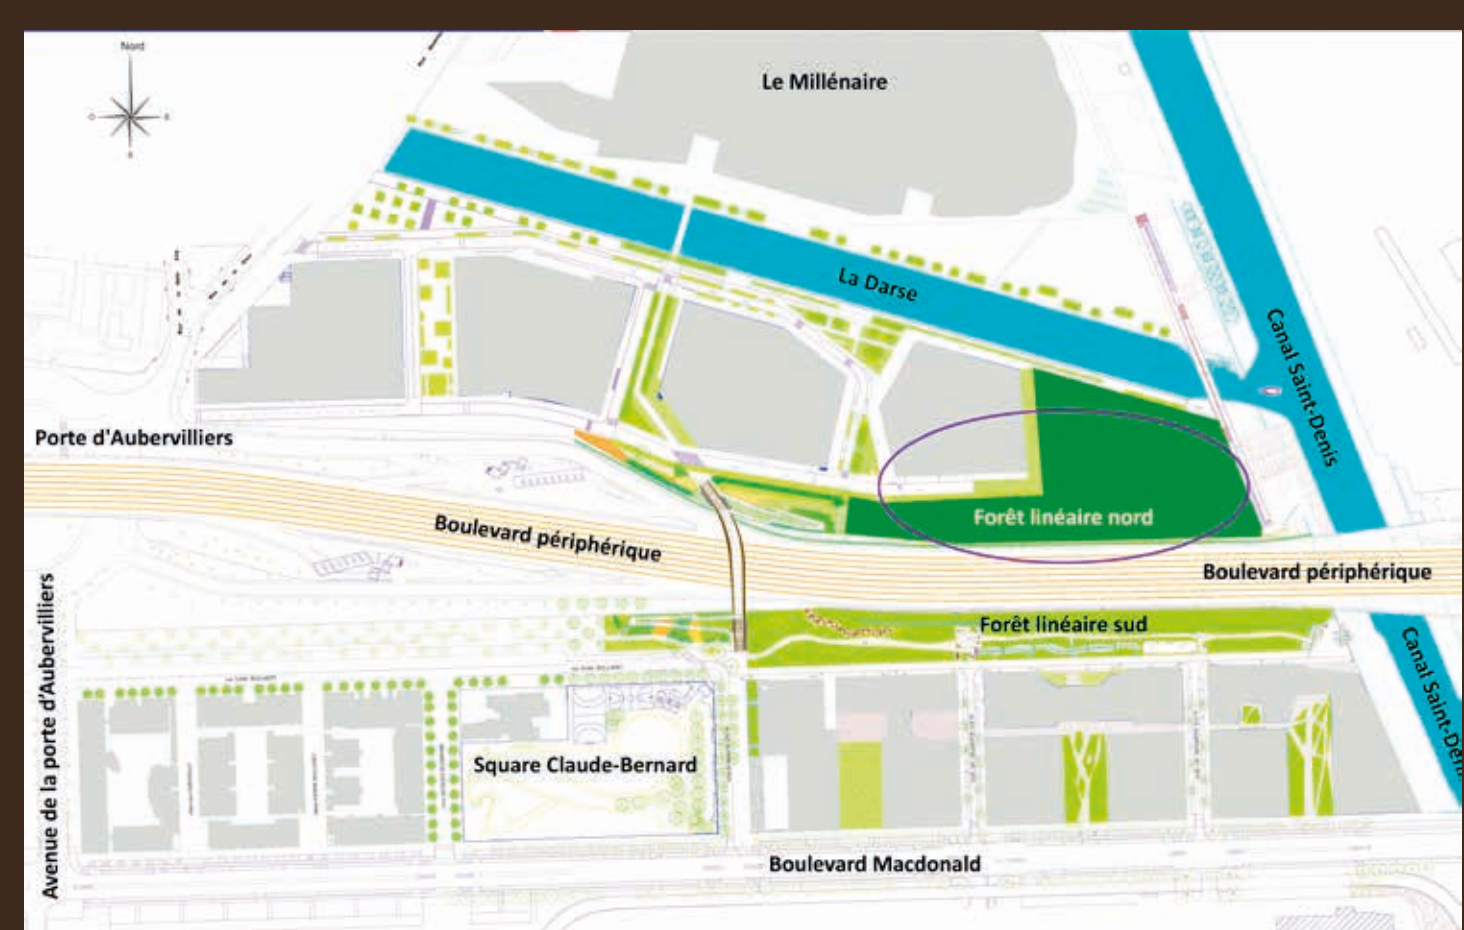 Nord
Le Millénaire
La Darse
Canal Saint-Denis
Porte d'Aubervilliers
Forêt linéaire nord
Boulevard périphérique
Boulevard périphérique
Forêt linéaire sud
Canal Saint-Denis
Avenue de la porte d'Aubervilliers
Square Claude-Bernard
Boulevard Macdonald